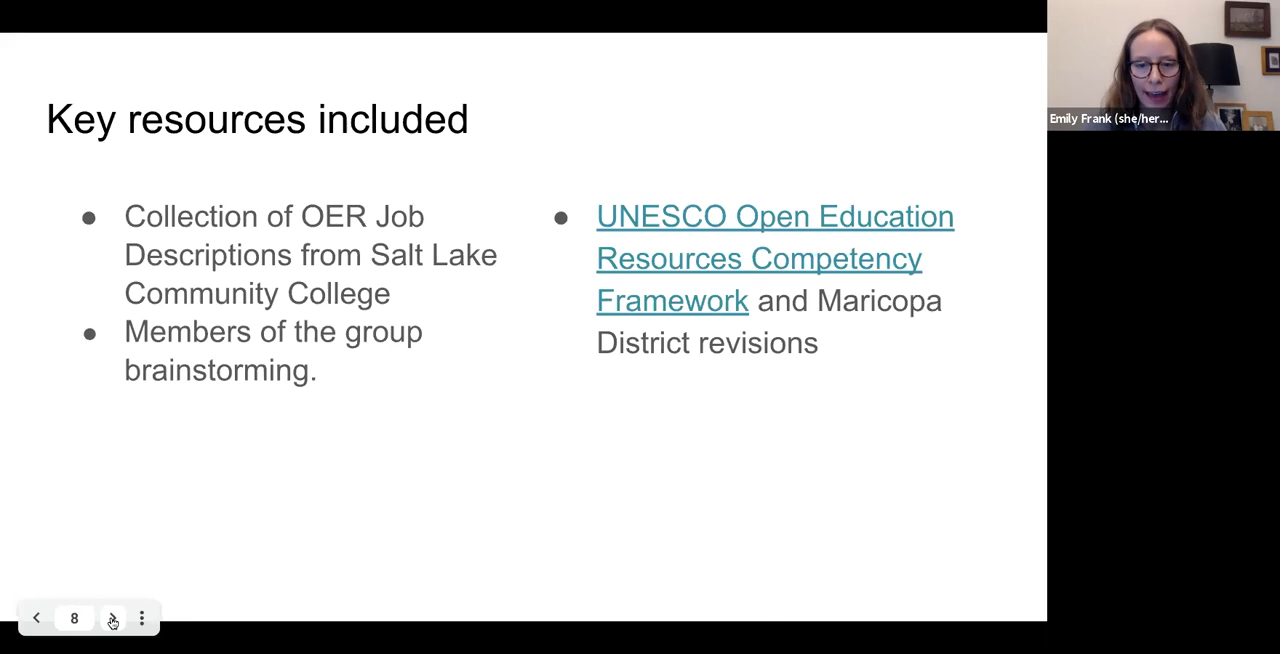 Key resources included
● Collection of OER Job
Descriptions from Salt Lake
Community College
● Members of the group
brainstorming.
● UNESCO Open Education
Resources Competency
Framework and Maricopa
District revisions
Emily Frank (she/her...
8